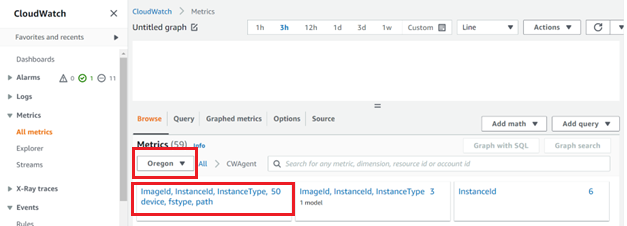 CloudWatch
Favorites and recents
Dashboards
Alarms 0 1 11
Logs
Metrics
All metrics
Explorer
Streams
X-Ray traces
Events
Rules
CloudWatch > Metrics
Untitled graph
1h 3h 12h 1d 3d 1w Custom
Line
Actions
Browse Query Graphed metrics Options Source
Add math Add query
Metrics (59) Info
Graph with SQL Graph search
Oregon
All > CWAgent
Search for any metric, dimension, resource id or account id
ImageId, InstanceId, InstanceType, 50
device, fstype, path
ImageId, InstanceId, InstanceType 3
1 model
InstanceId 6